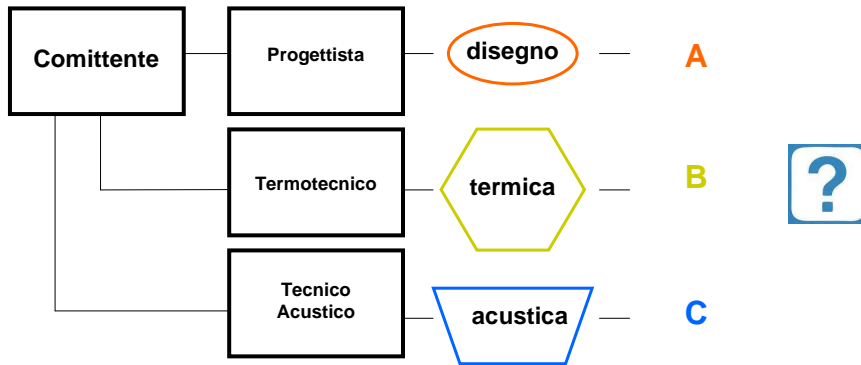 Comittente
Progettista
disegno
A
Termotecnico
termica
B
?
Tecnico
Acustico
acustica
C